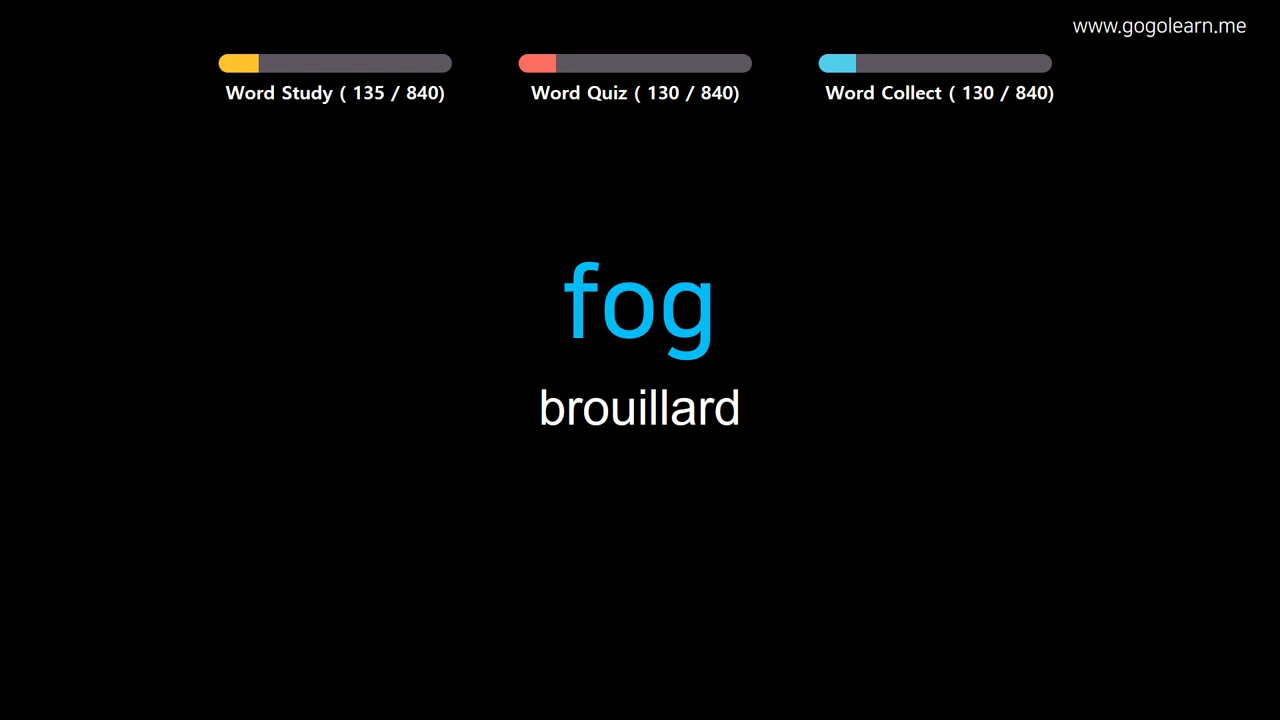 www.gogolearn.me
Word Study ( 135 / 840)
Word Quiz ( 130 / 840)
Word Collect ( 130 / 840)
fog
brouillard